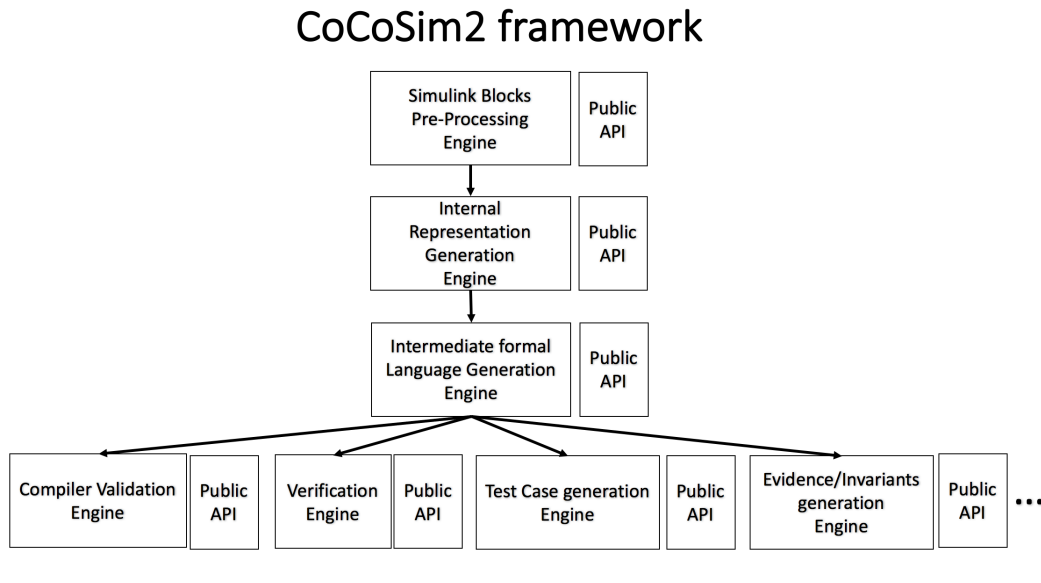 CoCoSim2 framework
Simulink Blocks
Pre-Processing
Engine
Public
API
Internal
Representation
Generation
Engine
Public
API
Intermediate formal
Language Generation
Engine
Public
API
Compiler Validation
Engine
Public
API
Verification
Engine
Public
API
Test Case generation
Engine
Public
API
Evidence/Invariants
generation
Engine
Public
API
...